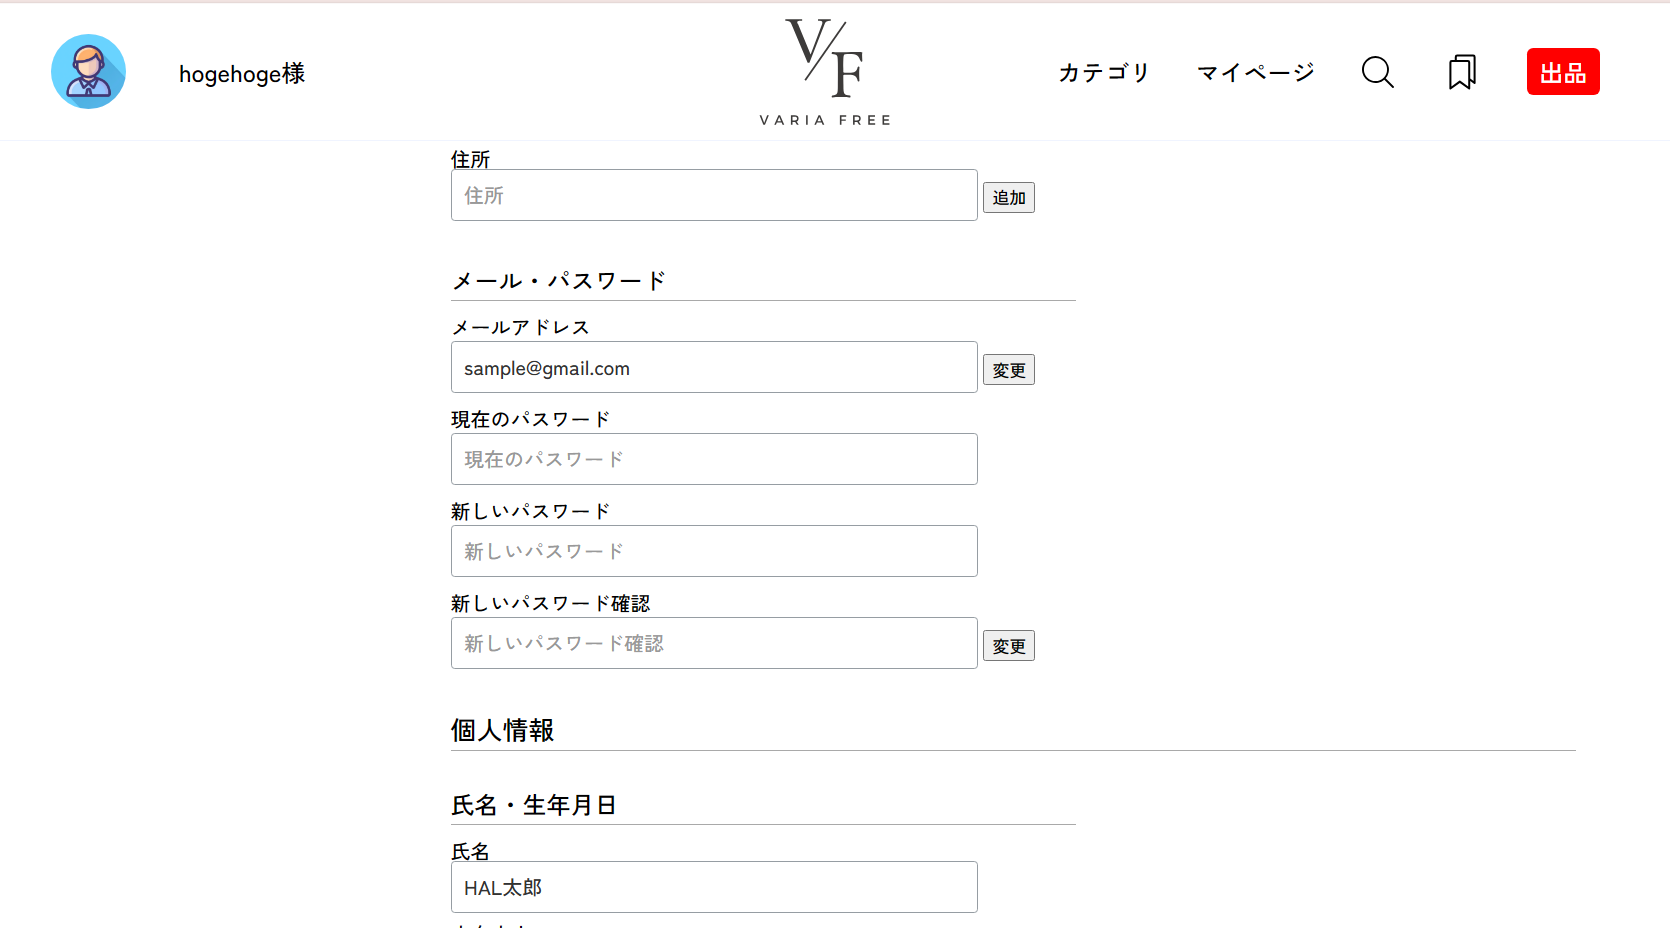 hogehoge様
V/F
VARIA FREE
カテゴリ
マイページ
出品
住所
住所
追加
メール・パスワード
メールアドレス
sample@gmail.com
変更
現在のパスワード
現在のパスワード
新しいパスワード
新しいパスワード
新しいパスワード確認
新しいパスワード確認
変更
個人情報
氏名・生年月日
氏名
HAL太郎